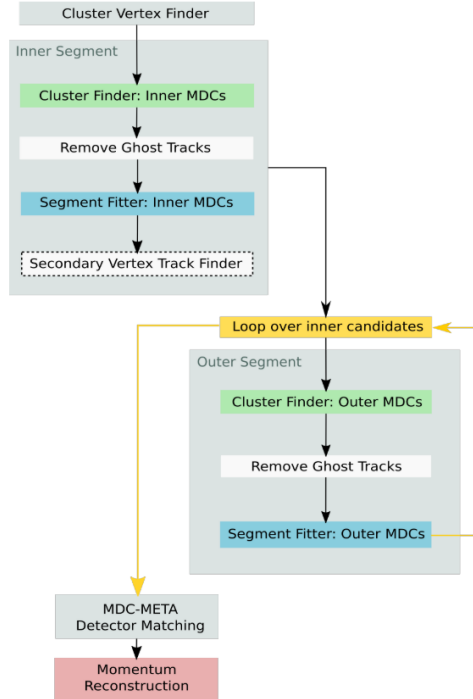 Cluster Vertex Finder
Inner Segment
Cluster Finder: Inner MDCs
Remove Ghost Tracks
Segment Fitter: Inner MDCs
Secondary Vertex Track Finder
Loop over inner candidates
Outer Segment
Cluster Finder: Outer MDCs
Remove Ghost Tracks
Segment Fitter: Outer MDCs
MDC-META
Detector Matching
Momentum
Reconstruction